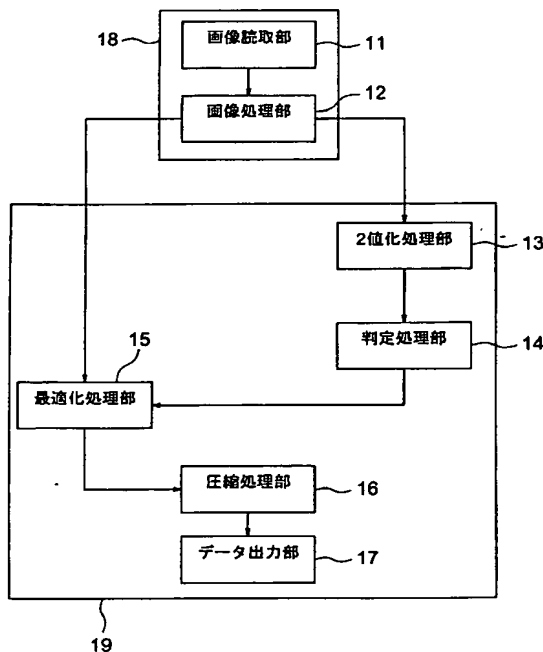 18
画像読取部
11
画像処理部
12
2値化処理部
13
判定処理部
14
15
最適化処理部
圧縮処理部
16
データ出力部
17
19